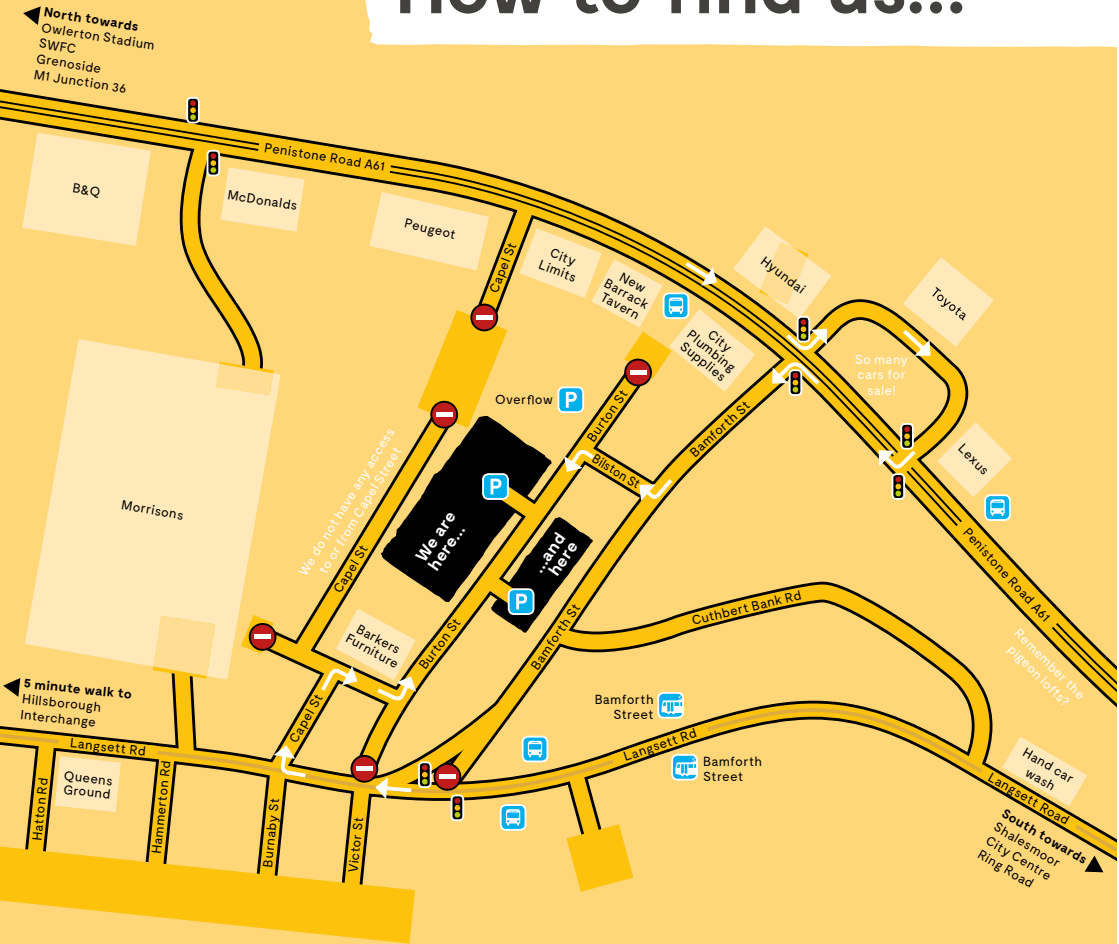 How to find us...
North towards
Owlerton Stadium
SWFC
Grenoside
M1 Junction 36
Penistone Road A61
B&Q
McDonalds
Peugeot
Capel St
City
Limits
New
Barrack
Tavern
City
Plumbing
Supplies
Hyundai
Toyota
So many
cars for
sale!
Lexus
Overflow
P
Burton St
Bamforth St
Bilston St
We do not have any access
to or from Capel Street
Morrisons
P
We are
here...
...and
here
P
Capel St
Penistone Road A61
Remember the
pigeon lofts?
Cuthbert Bank Rd
Barkers
Furniture
Burton St
Bamforth St
5 minute walk to
Hillsborough
Interchange
Capel St
Bamforth
Street
Langsett Rd
Langsett Rd
Bamforth
Street
Queens
Ground
Hatton Rd
Hammerton Rd
Burnaby St
Victor St
Hand car
wash
Langsett Road
South towards
Shalesmoor
City Centre
Ring Road